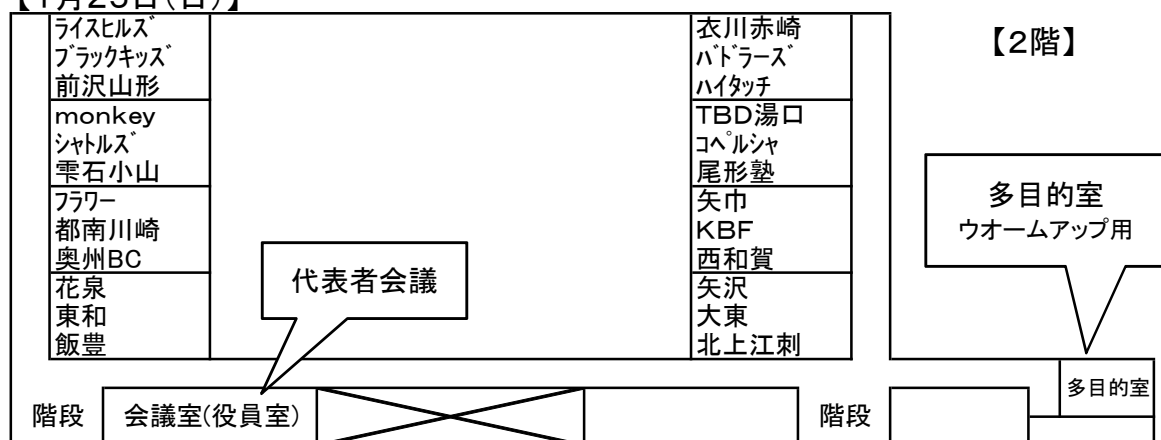 【1月25日(日)】
【2階】
ライスヒルズ
ブラックキッズ
前沢山形
monkey
シャトルズ
雫石小山
フラワー
都南川崎
奥州BC
花泉
東和
飯豊
衣川赤崎
バドラーズ
ハイタッチ
TBD湯口
コペルシャ
尾形塾
矢巾
KBF
西和賀
矢沢
大東
北上江刺
代表者会議
多目的室
ウオームアップ用
階段
会議室(役員室)
階段
多目的室